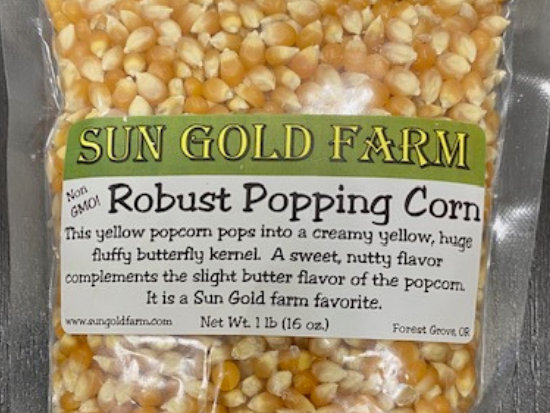 SUN GOLD FARM
Non GMO! Robust Popping Corn
This yellow popcorn pops into a creamy yellow, huge
fluffy butterfly kernel. A sweet, nutty flavor
complements the slight butter flavor of the popcorn.
It is a Sun Gold farm favorite.
www.sungoldfarm.com Net Wt. 1 lb (16 oz.) Forest Grove, OR